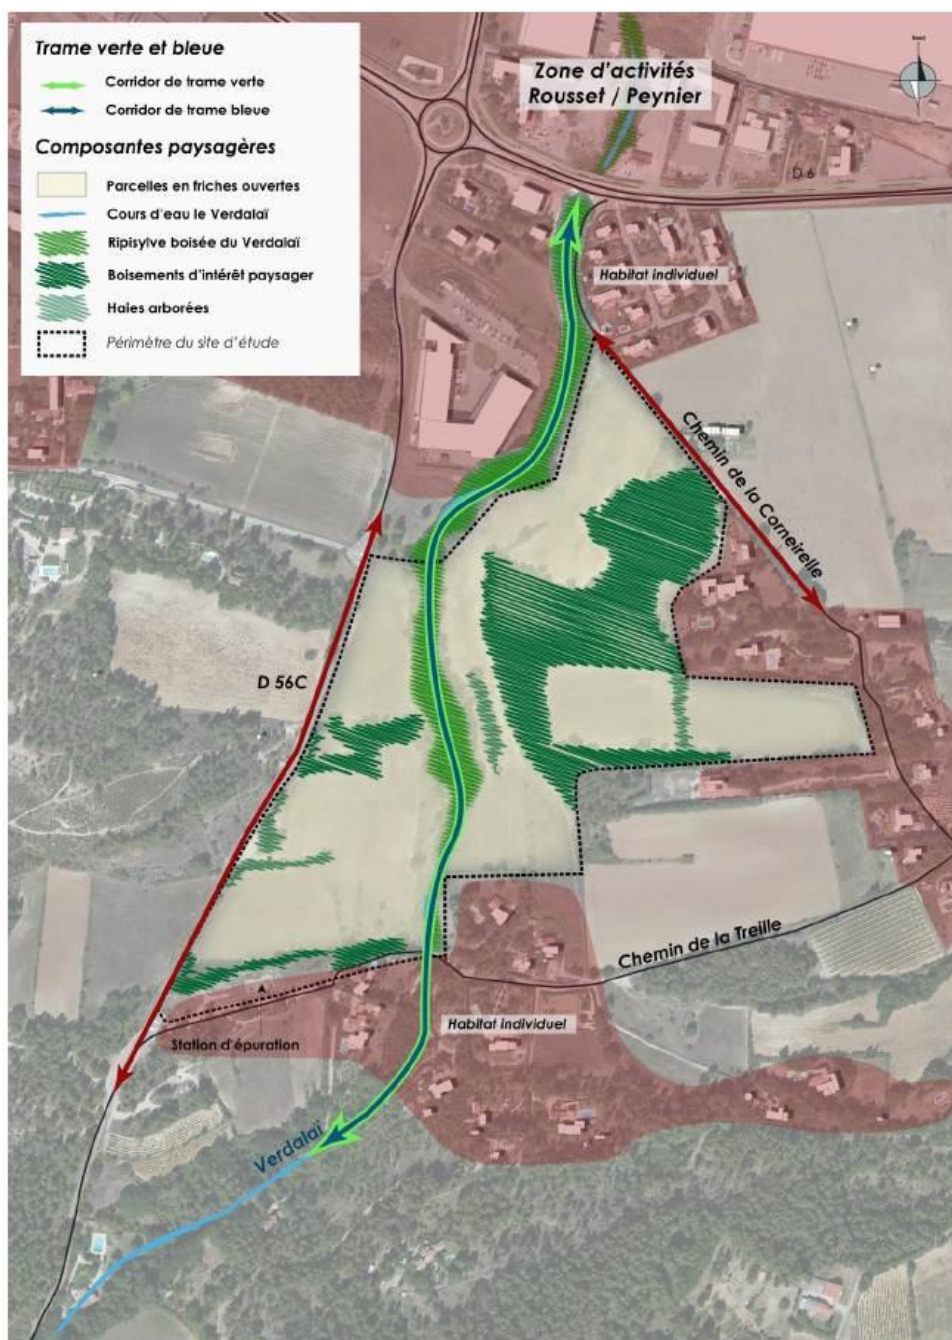 Trame verte et bleue
Corridor de trame verte
Corridor de trame bleue
Composantes paysagères
Parcelles en friches ouvertes
Cours d'eau le Verdalaï
Ripisylve boisée du Verdalaï
Boisements d'intérêt paysager
Haies arborées
Périmètre du site d'étude
Zone d'activités
Rousset / Peynier
D 6
Habitat individuel
Chemin de la Corneirelle
D 56C
Chemin de la Treille
Habitat individuel
Station d'épuration
Verdalaï